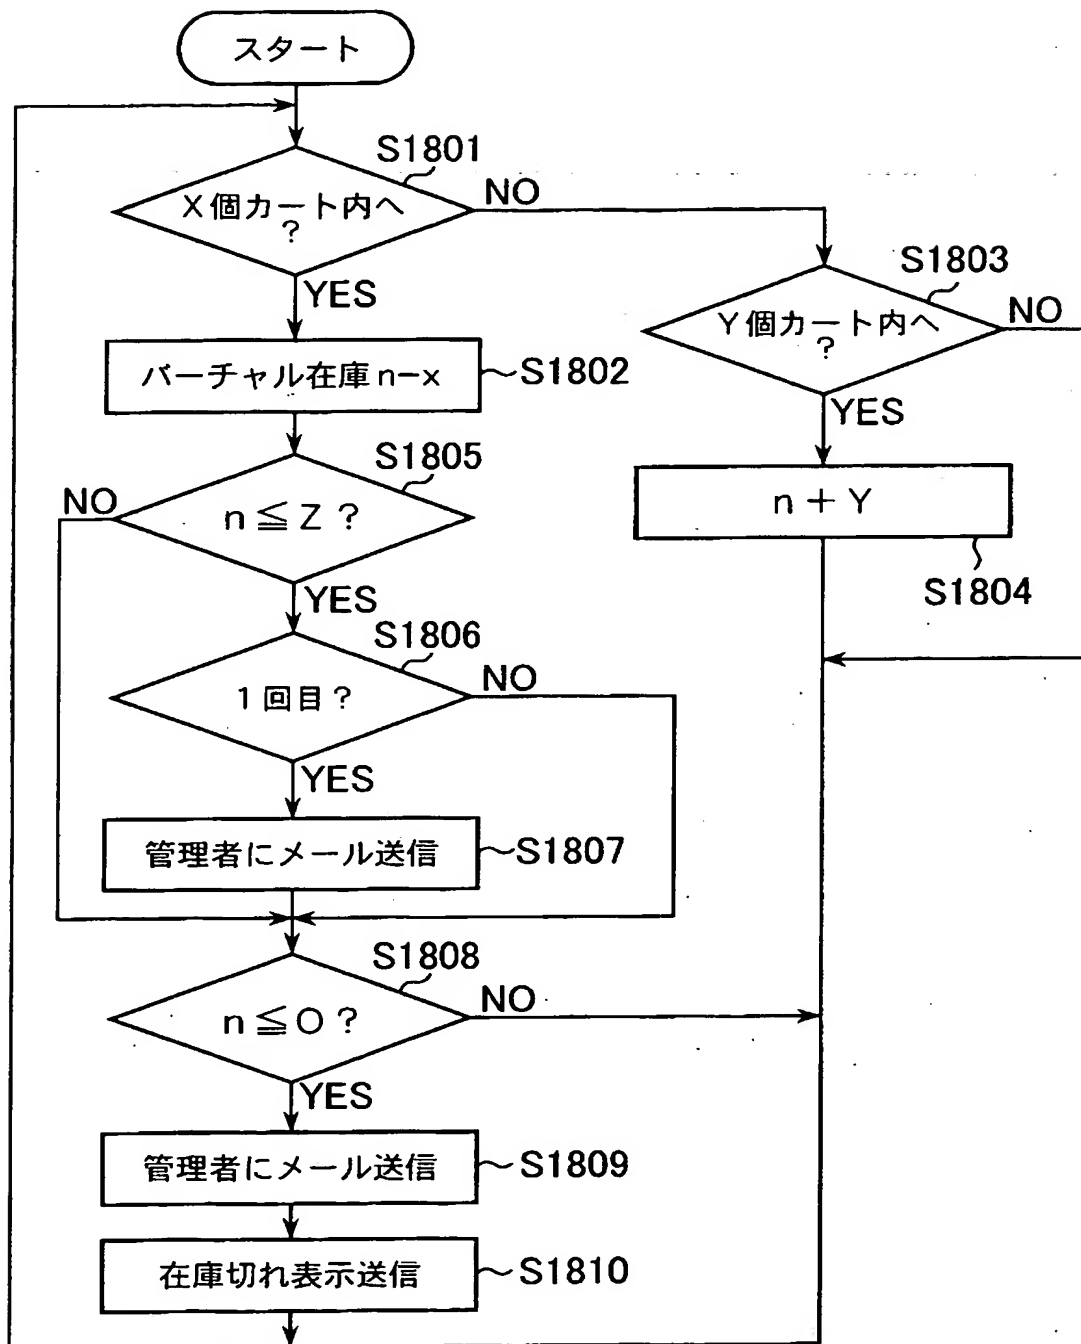 スタート
S1801
X個カート内へ
?
NO
YES
S1803
Y個カート内へ
?
NO
YES
バーチャル在庫 n-x
S1802
n+Y
S1804
S1805
n≦Z?
NO
YES
S1806
1回目?
NO
YES
管理者にメール送信
S1807
S1808
n≦O?
NO
YES
管理者にメール送信
S1809
在庫切れ表示送信
S1810